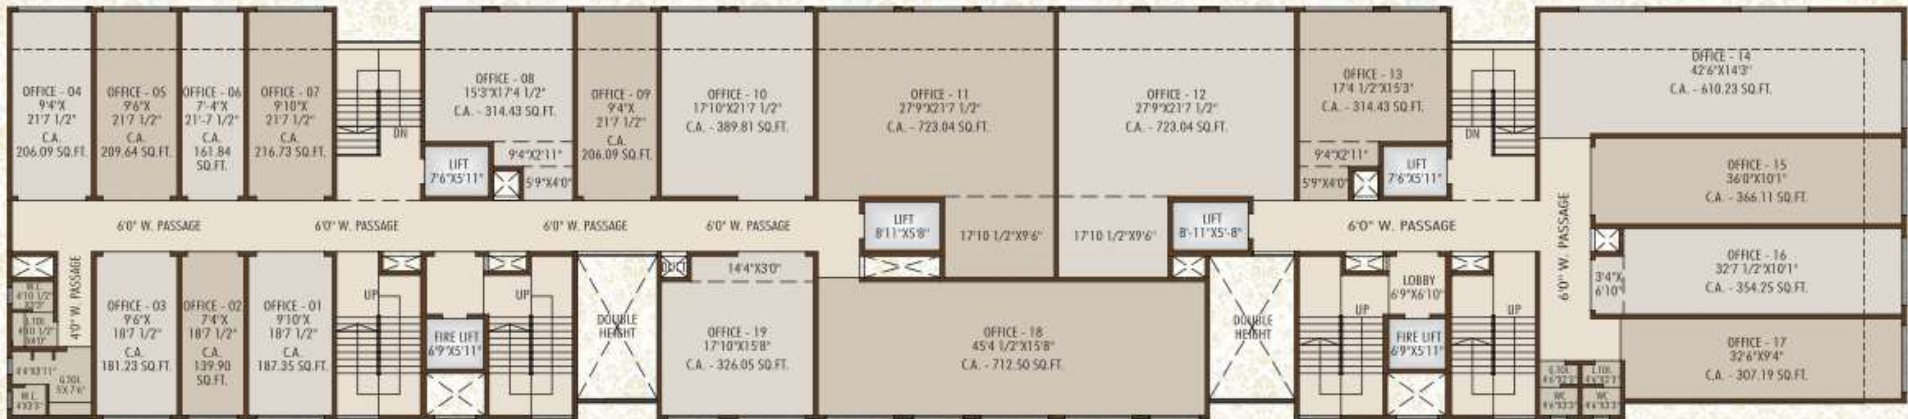 OFFICE - 04
9'4"X
21'7 1/2"
C.A.
206.09 SQ.FT.
OFFICE - 05
9'6"X
21'7 1/2"
C.A.
209.64 SQ.FT.
OFFICE - 06
7'-4"X
21'-7 1/2"
C.A.
161.84
SQ.FT.
OFFICE - 07
9'10"X
21'7 1/2"
C.A.
216.73 SQ.FT.
DN
OFFICE - 08
15'3"X17'4 1/2"
C.A. - 314.43 SQ.FT.
9'4"X2'11"
5'9"X4'0"
LIFT
7'6"X5'11"
OFFICE - 09
9'4"X
21'7 1/2"
C.A.
206.09 SQ.FT.
OFFICE - 10
17'10"X21'7 1/2"
C.A. - 389.81 SQ.FT.
OFFICE - 11
27'9"X21'7 1/2"
C.A. - 723.04 SQ.FT.
17'10 1/2"X9'6"
OFFICE - 12
27'9"X21'7 1/2"
C.A. - 723.04 SQ.FT.
17'10 1/2"X9'6"
OFFICE - 13
17'4 1/2"X15'3"
C.A. - 314.43 SQ.FT.
9'4"X2'11"
5'9"X4'0"
LIFT
7'6"X5'11"
DN
OFFICE - 14
42'6"X14'3"
C.A. - 610.23 SQ.FT.
OFFICE - 15
36'0"X10'1"
C.A. - 366.11 SQ.FT.
6'0" W. PASSAGE
6'0" W. PASSAGE
6'0" W. PASSAGE
6'0" W. PASSAGE
LIFT
8'11"X5'8"
LIFT
8'-11"X5'-8"
6'0" W. PASSAGE
6'0" W. PASSAGE
OFFICE - 16
32'7 1/2"X10'1"
C.A. - 354.25 SQ.FT.
3'4"X
6'10"
OFFICE - 17
32'6"X9'4"
C.A. - 307.19 SQ.FT.
4'0" W. PASSAGE
OFFICE - 03
9'6"X
18'7 1/2"
C.A.
181.23 SQ.FT.
OFFICE - 02
7'4"X
18'7 1/2"
C.A.
139.90
SQ.FT.
OFFICE - 01
9'10"X
18'7 1/2"
C.A.
187.35 SQ.FT.
UP
FIRE LIFT
6'9"X5'11"
UP
DOUBLE
HEIGHT
DUCT
14'4"X3'0"
OFFICE - 19
17'10"X15'8"
C.A. - 326.05 SQ.FT.
OFFICE - 18
45'4 1/2"X15'8"
C.A. - 712.50 SQ.FT.
DOUBLE
HEIGHT
UP
LOBBY
6'9"X6'10"
FIRE LIFT
6'9"X5'11"
UP
W.C.
L.TOI.
G.TOI.
W.C.
G.TOI.
L.TOI.
WC
WC